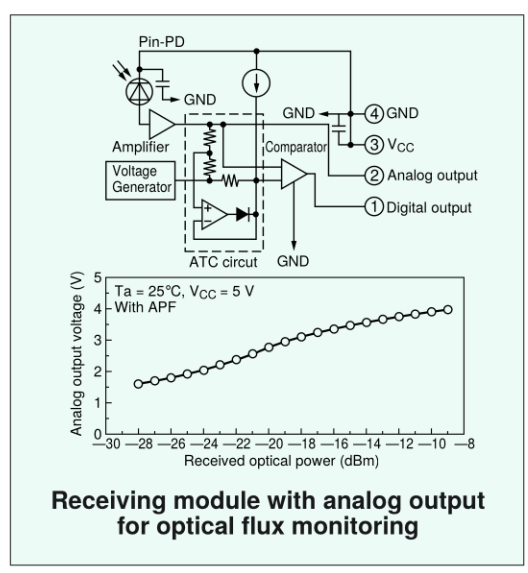 Pin-PD
GND
GND
④ GND
③ VCC
Amplifier
Comparator
Voltage
Generator
② Analog output
① Digital output
+
−
ATC circut
GND
Analog output voltage (V)
5
4
3
2
1
0
Ta = 25°C, VCC = 5 V
With APF
—30 —28 —26 —24 —22 —20 —18 —16 —14 —12 —10 —8
Received optical power (dBm)
Receiving module with analog output
for optical flux monitoring